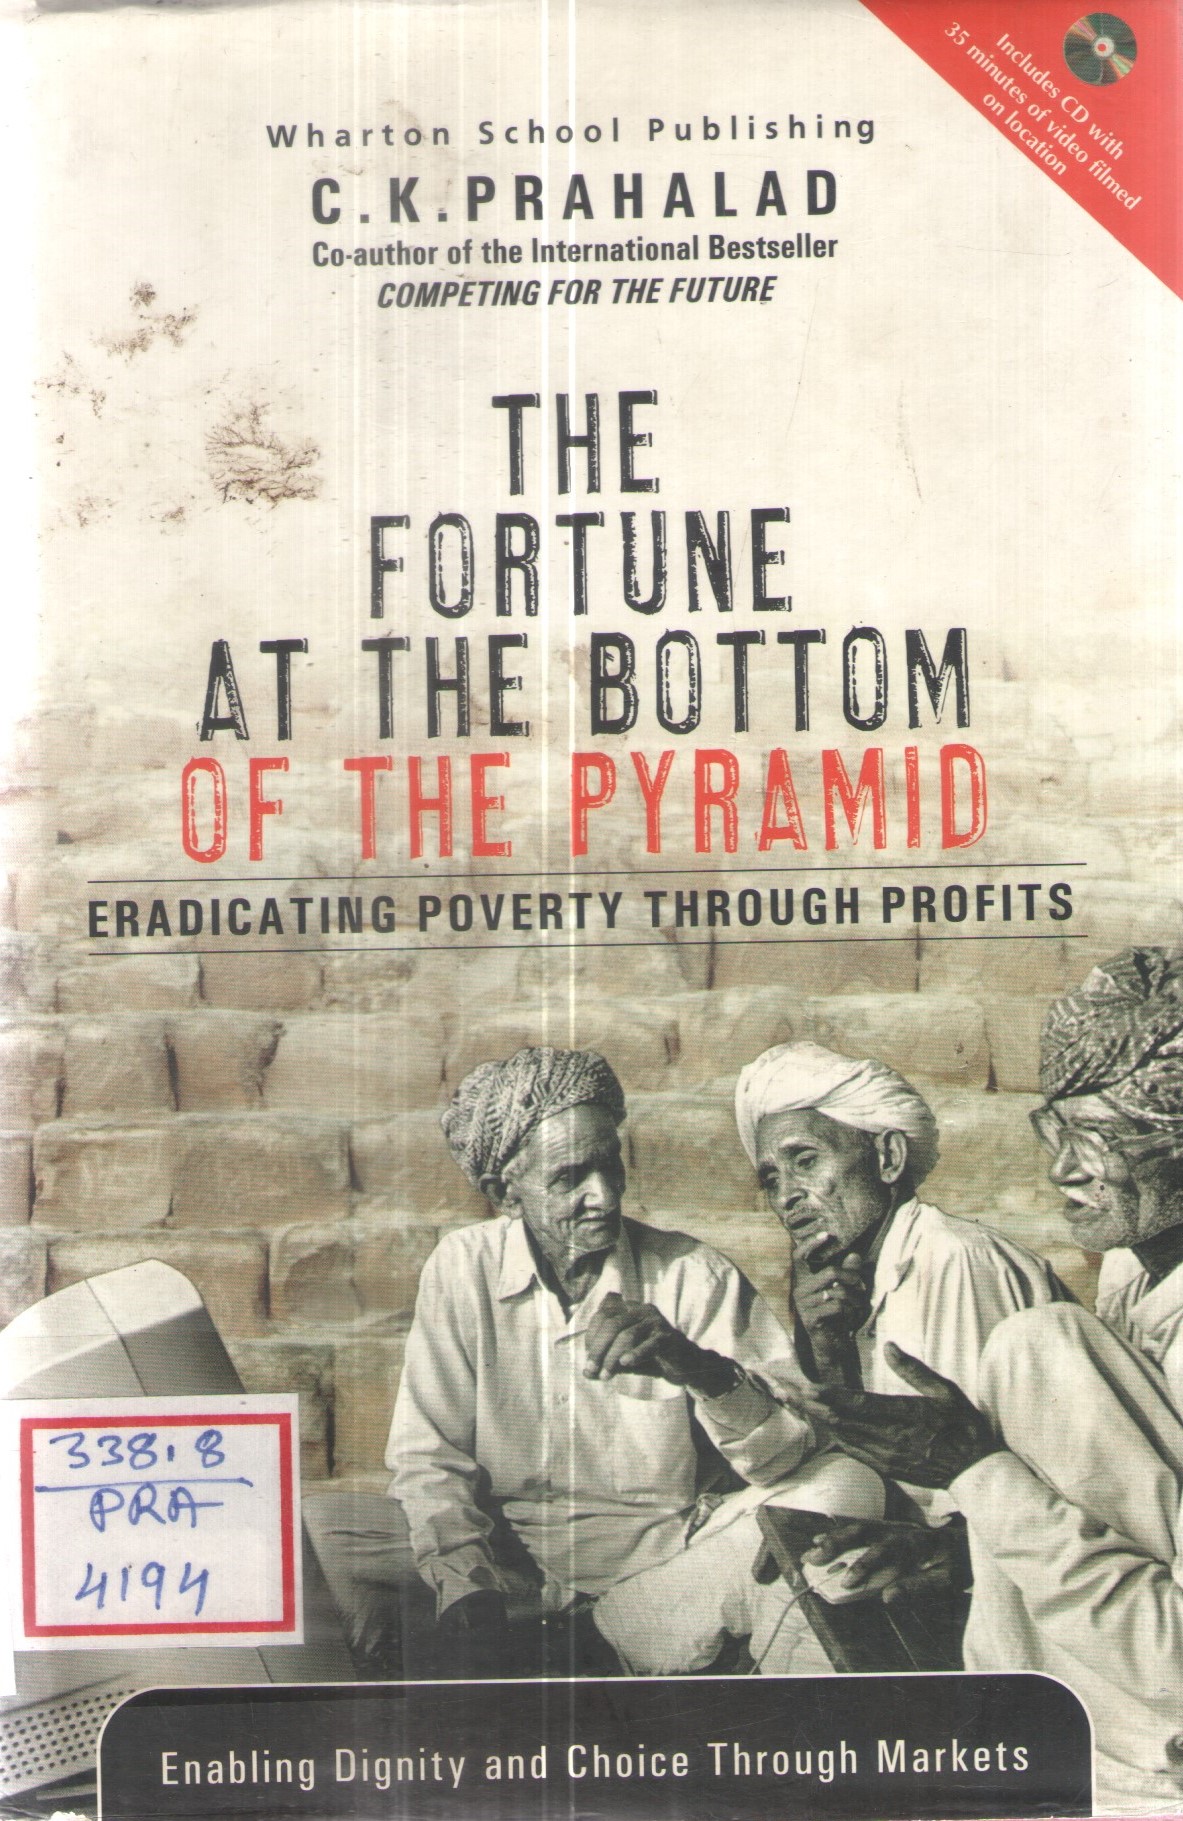 Includes CD with
35 minutes of video filmed
on location
Wharton School Publishing
C.K.PRAHALAD
Co-author of the International Bestseller
COMPETING FOR THE FUTURE
THE
FORTUNE
AT THE BOTTOM
OF THE PYRAMID
ERADICATING POVERTY THROUGH PROFITS
338.8
PRA
4194
Enabling Dignity and Choice Through Markets